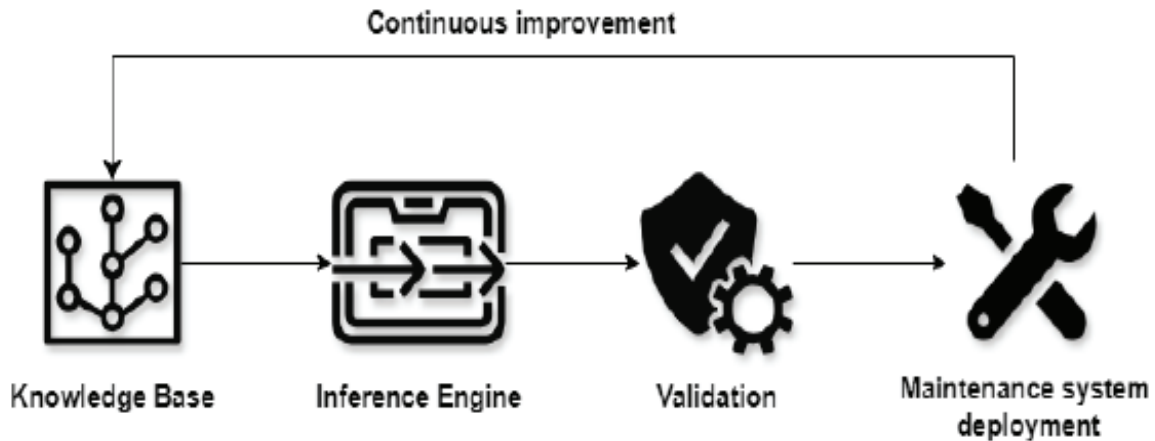 Continuous improvement
Knowledge Base
Inference Engine
Validation
Maintenance system
deployment